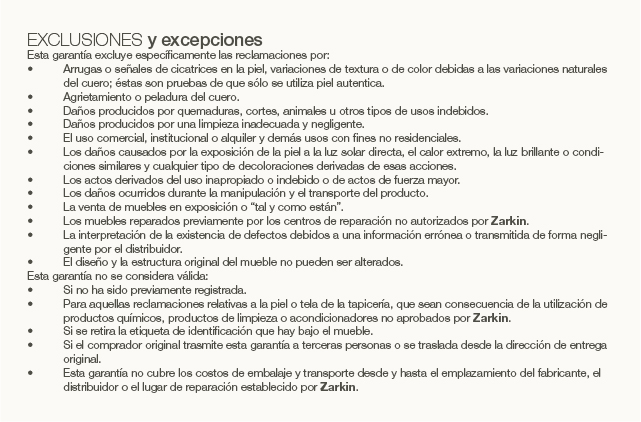 EXCLUSIONES y excepciones
Esta garantía excluye específicamente las reclamaciones por:
• Arrugas o señales de cicatrices en la piel, variaciones de textura o de color debidas a las variaciones naturales
del cuero; éstas son pruebas de que sólo se utiliza piel autentica.
• Agrietamiento o peladura del cuero.
• Daños producidos por quemaduras, cortes, animales u otros tipos de usos indebidos.
• Daños producidos por una limpieza inadecuada y negligente.
• El uso comercial, institucional o alquiler y demás usos con fines no residenciales.
• Los daños causados por la exposición de la piel a la luz solar directa, el calor extremo, la luz brillante o condi-
ciones similares y cualquier tipo de decoloraciones derivadas de esas acciones.
• Los actos derivados del uso inapropiado o indebido o de actos de fuerza mayor.
• Los daños ocurridos durante la manipulación y el transporte del producto.
• La venta de muebles en exposición o “tal y como están”.
• Los muebles reparados previamente por los centros de reparación no autorizados por Zarkin.
• La interpretación de la existencia de defectos debidos a una información errónea o transmitida de forma negli-
gente por el distribuidor.
• El diseño y la estructura original del mueble no pueden ser alterados.
Esta garantía no se considera válida:
• Si no ha sido previamente registrada.
• Para aquellas reclamaciones relativas a la piel o tela de la tapicería, que sean consecuencia de la utilización de
productos químicos, productos de limpieza o acondicionadores no aprobados por Zarkin.
• Si se retira la etiqueta de identificación que hay bajo el mueble.
• Si el comprador original trasmite esta garantía a terceras personas o se traslada desde la dirección de entrega
original.
• Esta garantía no cubre los costos de embalaje y transporte desde y hasta el emplazamiento del fabricante, el
distribuidor o el lugar de reparación establecido por Zarkin.